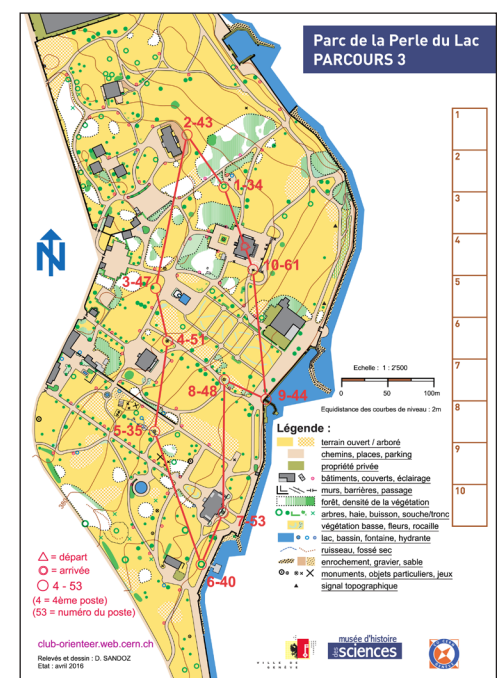 Parc de la Perle du Lac
PARCOURS 3
1
2
3
4
5
6
7
8
9
10
2-43
1-34
10-61
3-47
4-51
8-48
9-44
5-35
7-53
6-40
N
Echelle : 1 : 2'500
0 50 100m
Equidistance des courbes de niveau : 2m
Légende :
terrain ouvert / arboré
chemins, places, parking
propriété privée
bâtiments, couverts, éclairage
murs, barrières, passage
forêt, densité de la végétation
arbres, haie, buisson, souche/tronc
végétation basse, fleurs, rocaille
lac, bassin, fontaine, hydrante
ruisseau, fossé sec
enrochement, gravier, sable
monuments, objets particuliers, jeux
signal topographique
= départ
= arrivée
4 - 53
(4 = 4ème poste)
(53 = numéro du poste)
club-orienteer.web.cern.ch
Relevés et dessin : D. SANDOZ
Etat : avril 2016
VILLE DE
GENÈVE
musée d'histoire
des sciences